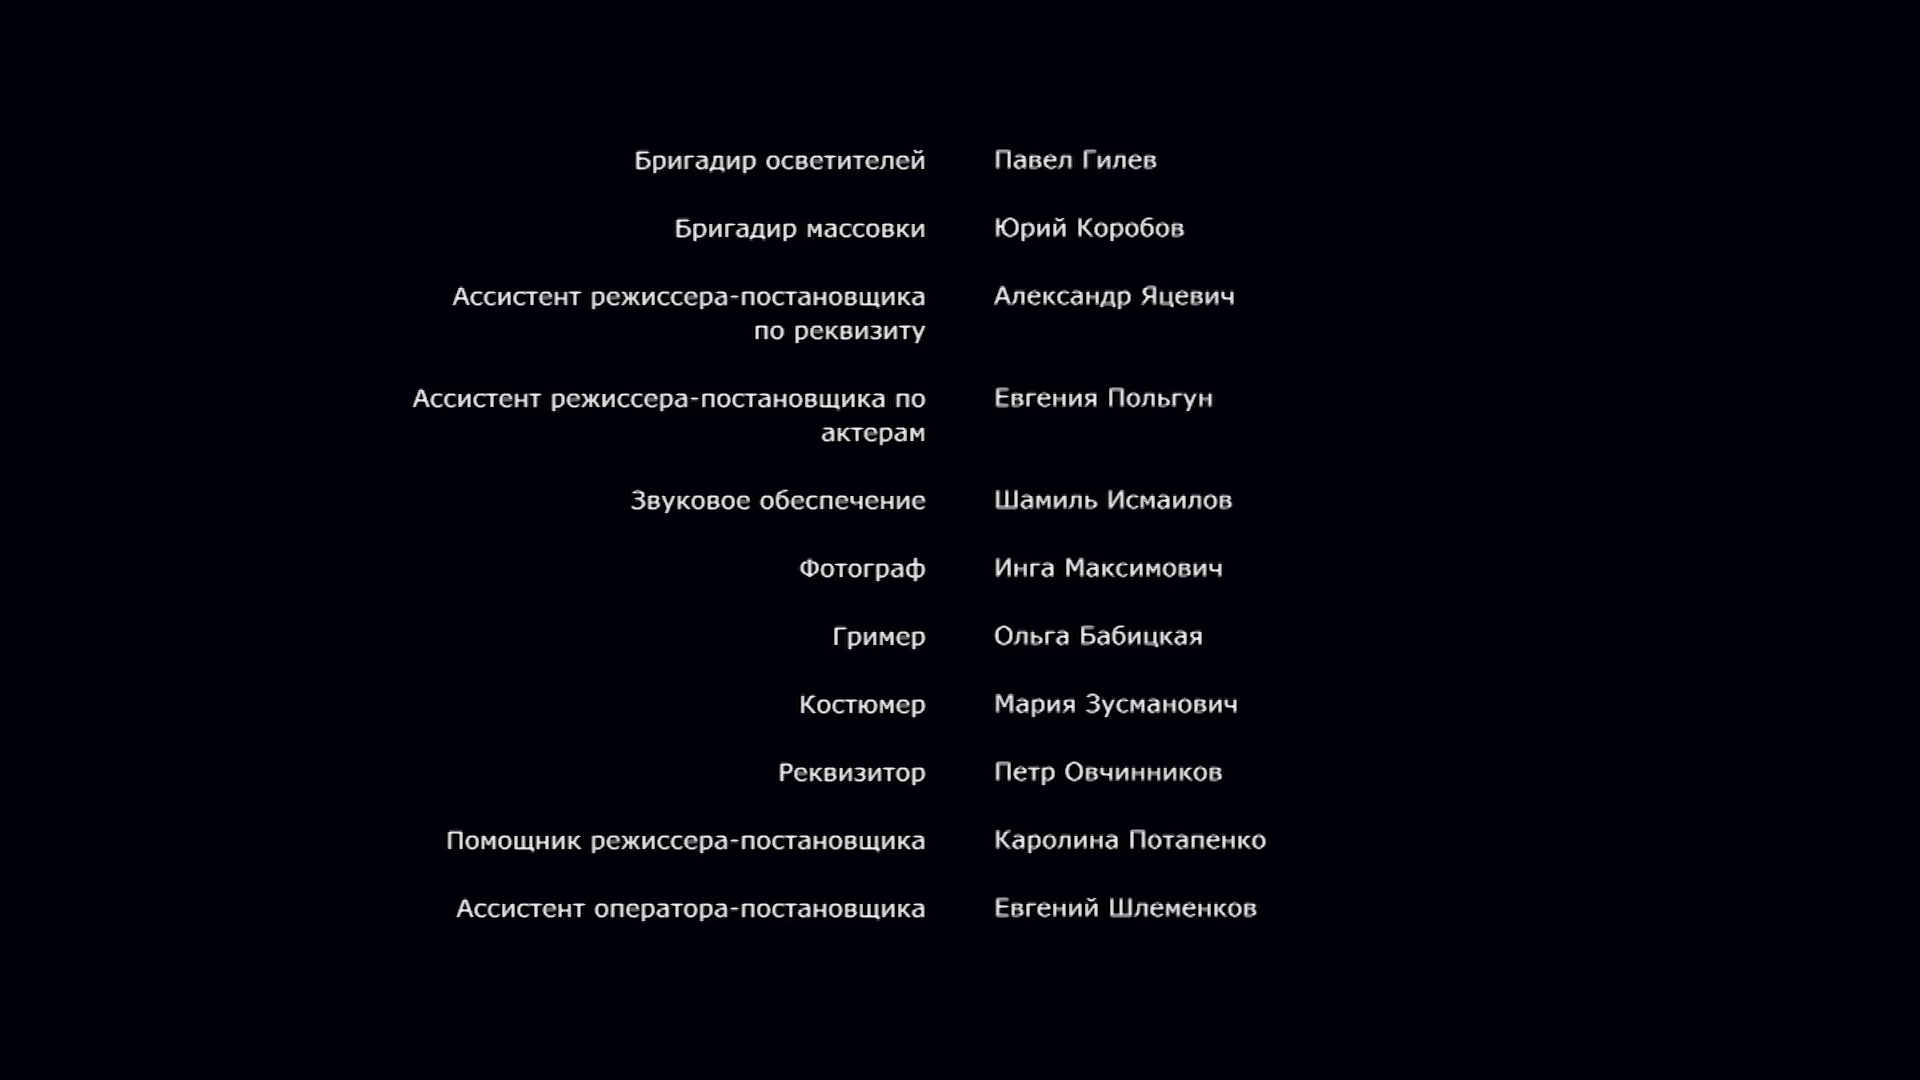 Бригадир осветителей Павел Гилев
Бригадир массовки Юрий Коробов
Ассистент режиссера-постановщика Александр Яцевич
по реквизиту
Ассистент режиссера-постановщика по Евгения Польгун
актерам
Звуковое обеспечение Шамиль Исмаилов
Фотограф Инга Максимович
Гример Ольга Бабицкая
Костюмер Мария Зусманович
Реквизитор Петр Овчинников
Помощник режиссера-постановщика Каролина Потапенко
Ассистент оператора-постановщика Евгений Шлеменков